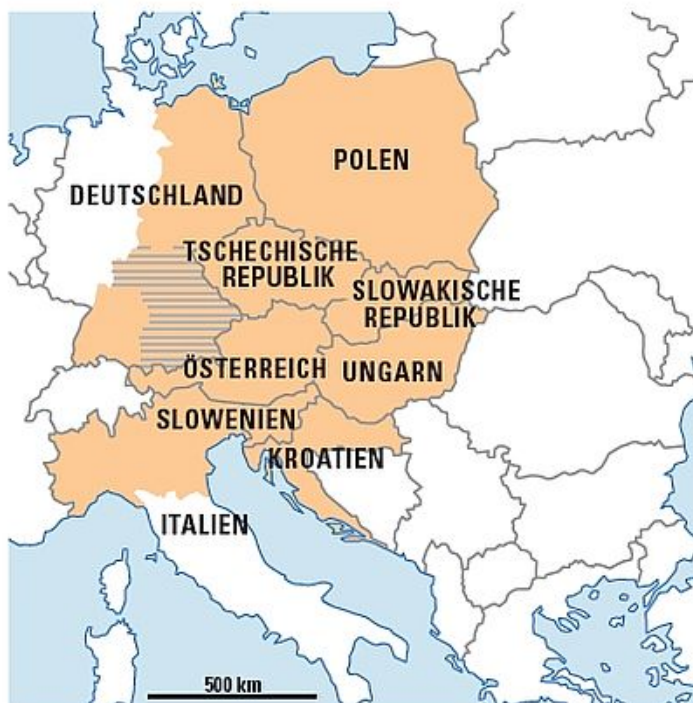 POLEN
DEUTSCHLAND
TSCHECHISCHE
REPUBLIK
SLOWAKISCHE
REPUBLIK
ÖSTERREICH
UNGARN
SLOWENIEN
KROATIEN
ITALIEN
500 km